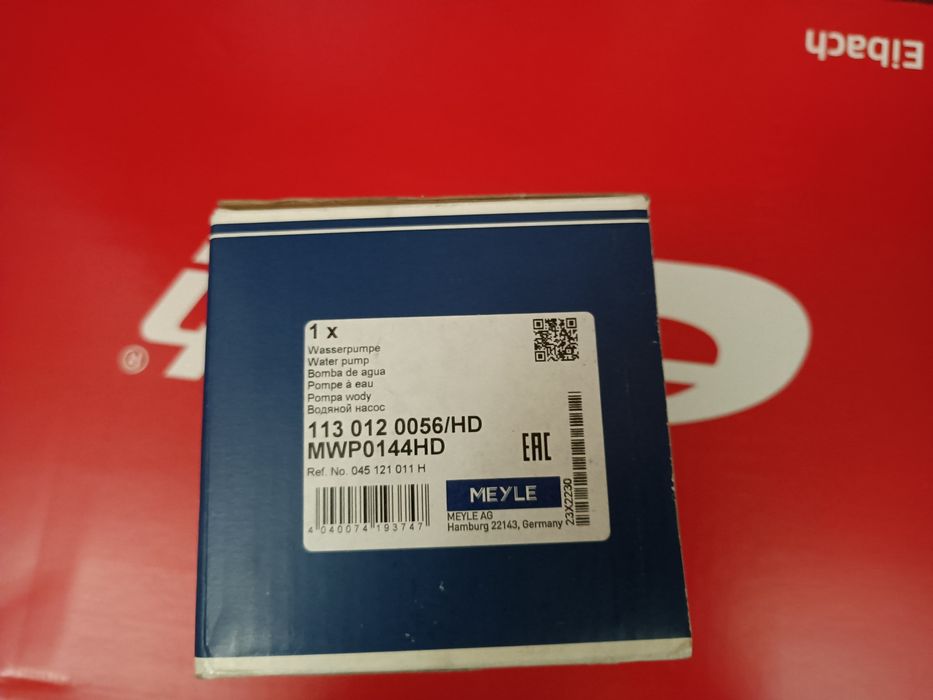 Eibach
®
1 x
Wasserpumpe
Water pump
Bomba de agua
Pompe à eau
Pompa wody
Водяной насос
113 012 0056/HD
MWP0144HD
Ref. No. 045 121 011 H
EAC
MEYLE
MEYLE AG
Hamburg 22143, Germany
4 040074 193747
23X2230